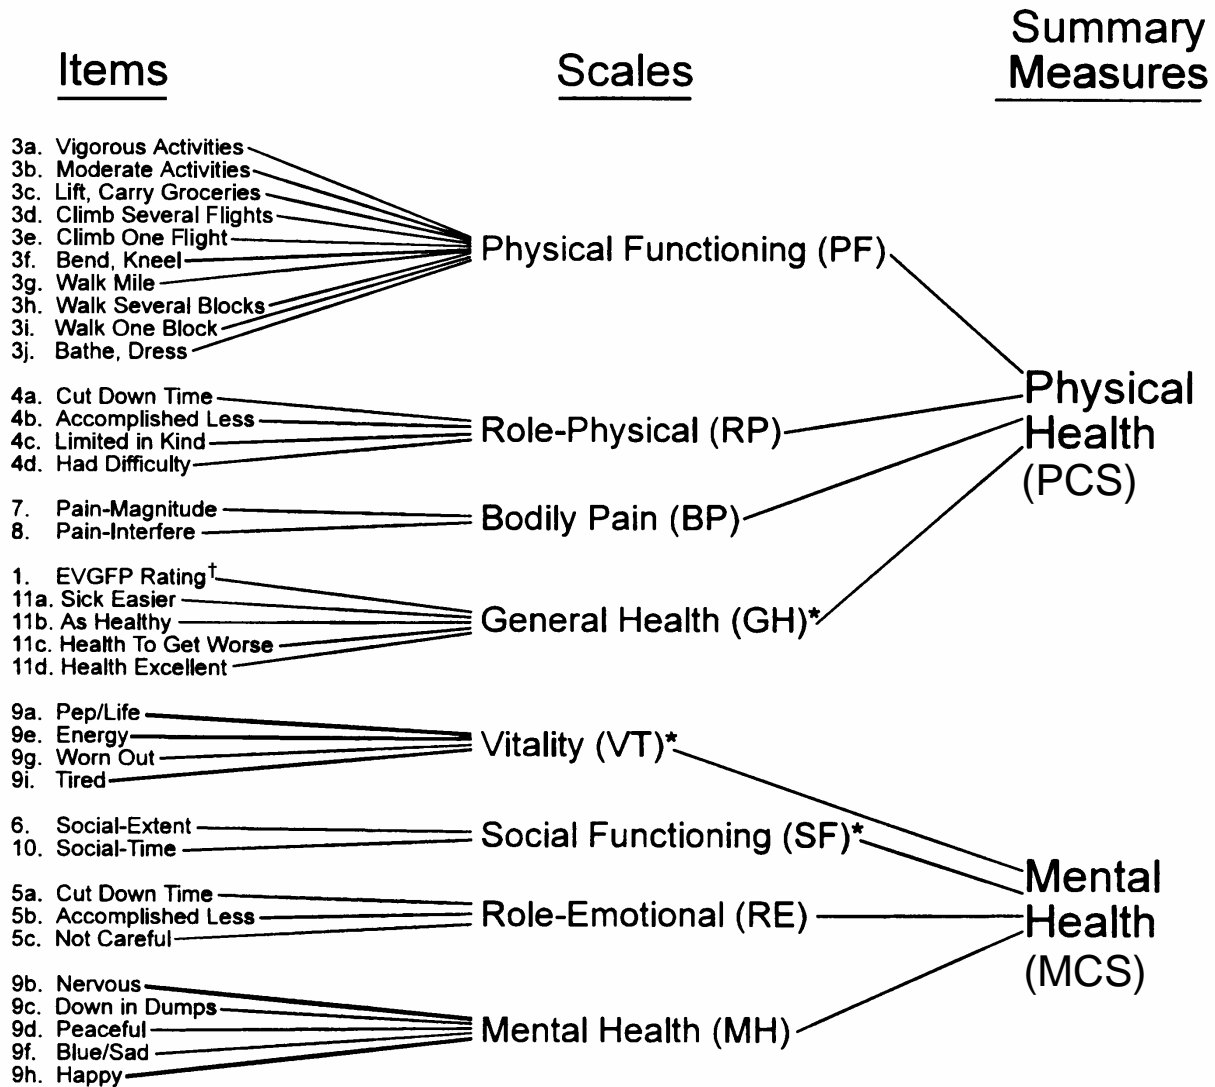 Items
Scales
Summary
Measures
3a. Vigorous Activities
3b. Moderate Activities
3c. Lift, Carry Groceries
3d. Climb Several Flights
3e. Climb One Flight
3f. Bend, Kneel
3g. Walk Mile
3h. Walk Several Blocks
3i. Walk One Block
3j. Bathe, Dress
Physical Functioning (PF)
4a. Cut Down Time
4b. Accomplished Less
4c. Limited in Kind
4d. Had Difficulty
Role-Physical (RP)
7. Pain-Magnitude
8. Pain-Interfere
Bodily Pain (BP)
1. EVGFP Rating†
11a. Sick Easier
11b. As Healthy
11c. Health To Get Worse
11d. Health Excellent
General Health (GH)*
Physical
Health
(PCS)
9a. Pep/Life
9e. Energy
9g. Worn Out
9i. Tired
Vitality (VT)*
6. Social-Extent
10. Social-Time
Social Functioning (SF)*
5a. Cut Down Time
5b. Accomplished Less
5c. Not Careful
Role-Emotional (RE)
9b. Nervous
9c. Down in Dumps
9d. Peaceful
9f. Blue/Sad
9h. Happy
Mental Health (MH)
Mental
Health
(MCS)